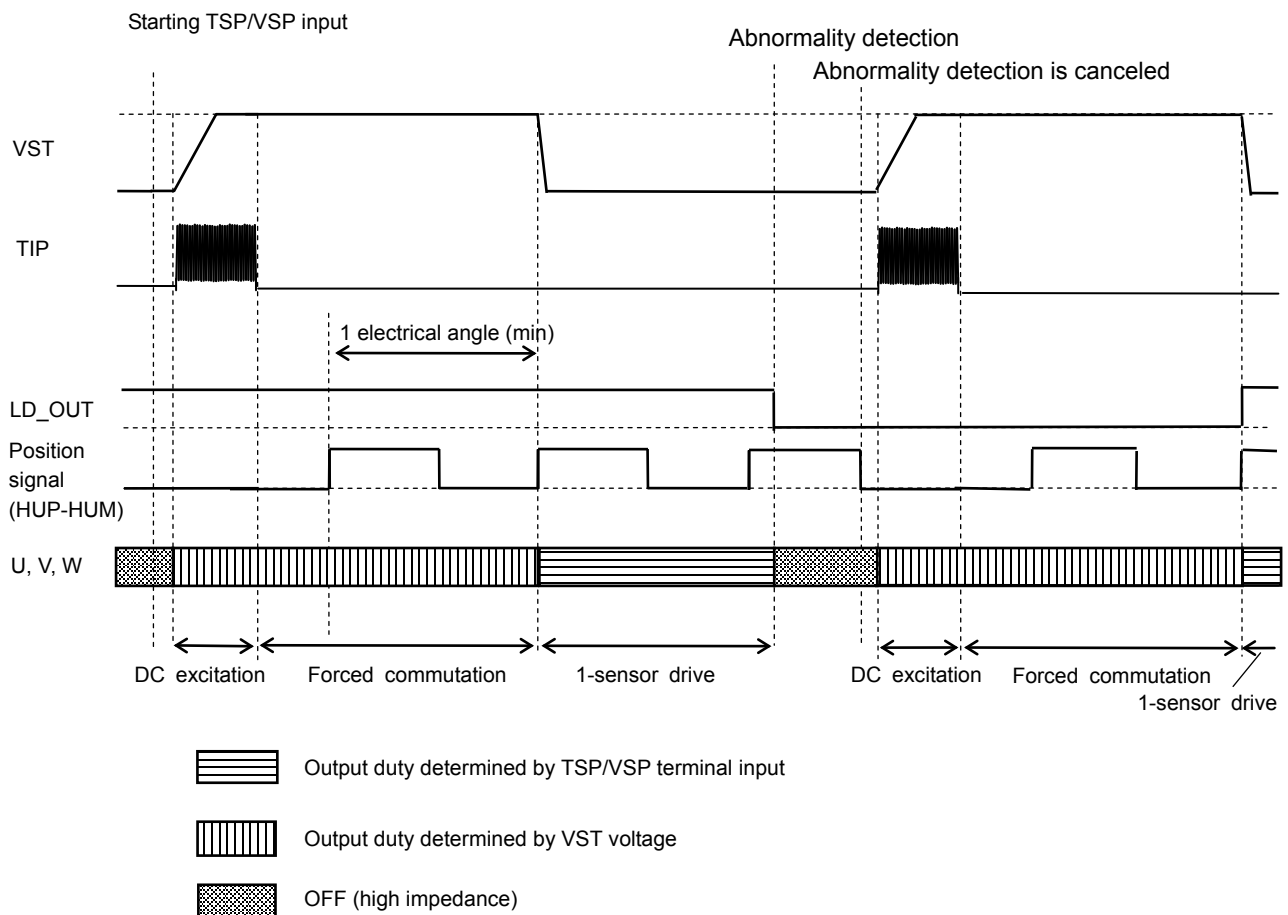 Starting TSP/VSP input
Abnormality detection
Abnormality detection is canceled
VST
TIP
1 electrical angle (min)
LD_OUT
Position
signal
(HUP-HUM)
U, V, W
DC excitation
Forced commutation
1-sensor drive
DC excitation
Forced commutation
1-sensor drive
Output duty determined by TSP/VSP terminal input
Output duty determined by VST voltage
OFF (high impedance)